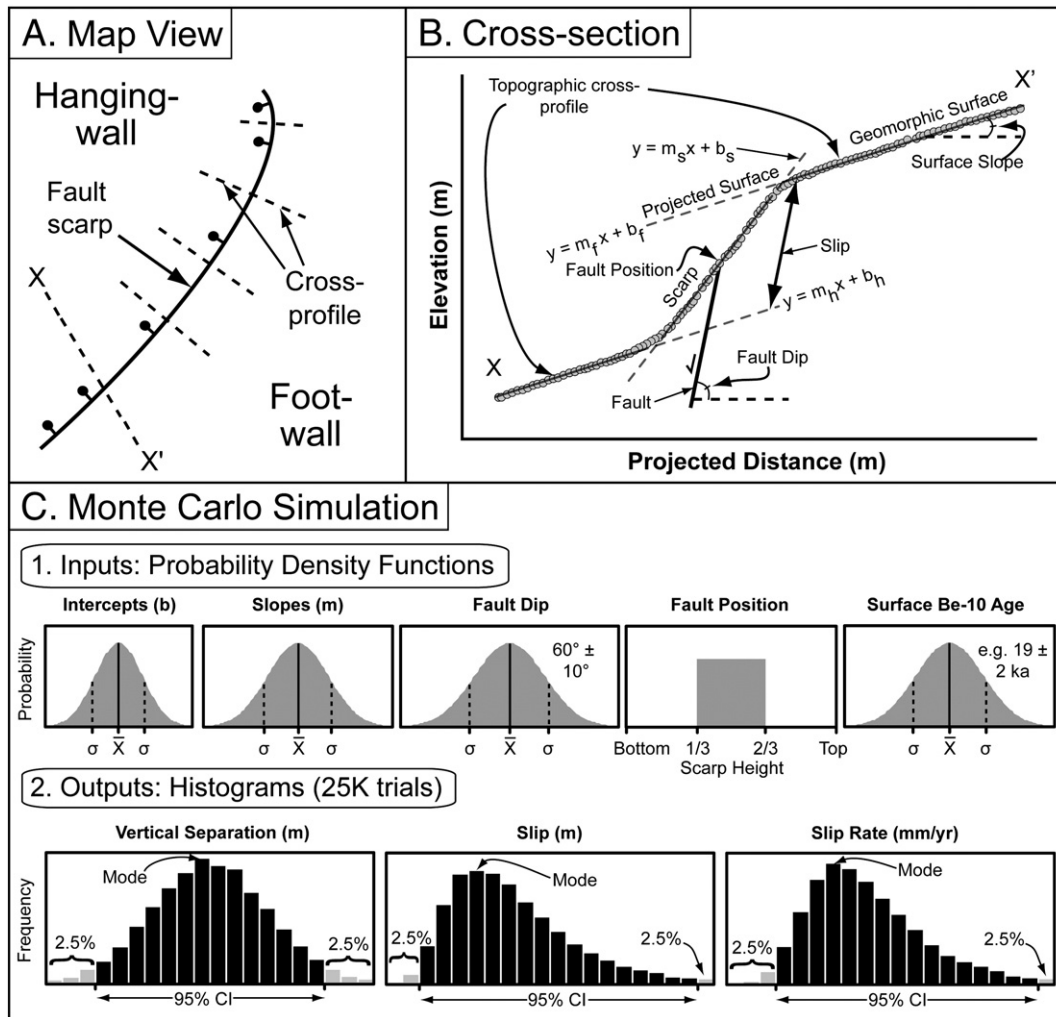 A. Map View
Hanging-
wall
Fault
scarp
X
Cross-
profile
Foot-
wall
X'
B. Cross-section
Topographic cross-
profile
X'
Geomorphic Surface
y = mₛx + bₛ
Surface Slope
Projected Surface
y = m_f x + b_f
Fault Position
Slip
Scarp
y = mₕx + bₕ
X
Fault Dip
Fault
Elevation (m)
Projected Distance (m)
C. Monte Carlo Simulation
1. Inputs: Probability Density Functions
Intercepts (b)
Slopes (m)
Fault Dip
Fault Position
Surface Be-10 Age
Probability
60° ±
10°
e.g. 19 ±
2 ka
σ X̄ σ
σ X̄ σ
σ X̄ σ
Bottom 1/3 2/3 Top
Scarp Height
σ X̄ σ
2. Outputs: Histograms (25K trials)
Vertical Separation (m)
Slip (m)
Slip Rate (mm/yr)
Frequency
Mode
2.5%
2.5%
95% CI
Mode
2.5%
2.5%
95% CI
Mode
2.5%
2.5%
95% CI